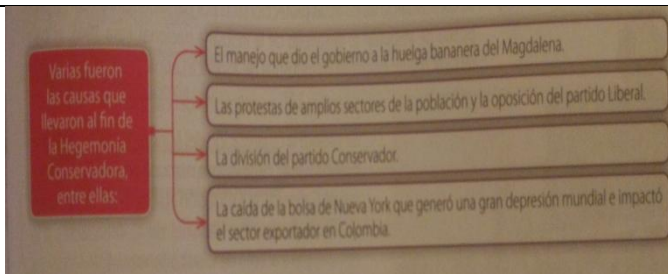 Varias fueron
las causas que
llevaron al fin de
la Hegemonía
Conservadora,
entre ellas:
El manejo que dio el gobierno a la huelga bananera del Magdalena.
Las protestas de amplios sectores de la población y la oposición del partido Liberal.
La división del partido Conservador.
La caída de la bolsa de Nueva York que generó una gran depresión mundial e impactó
el sector exportador en Colombia.